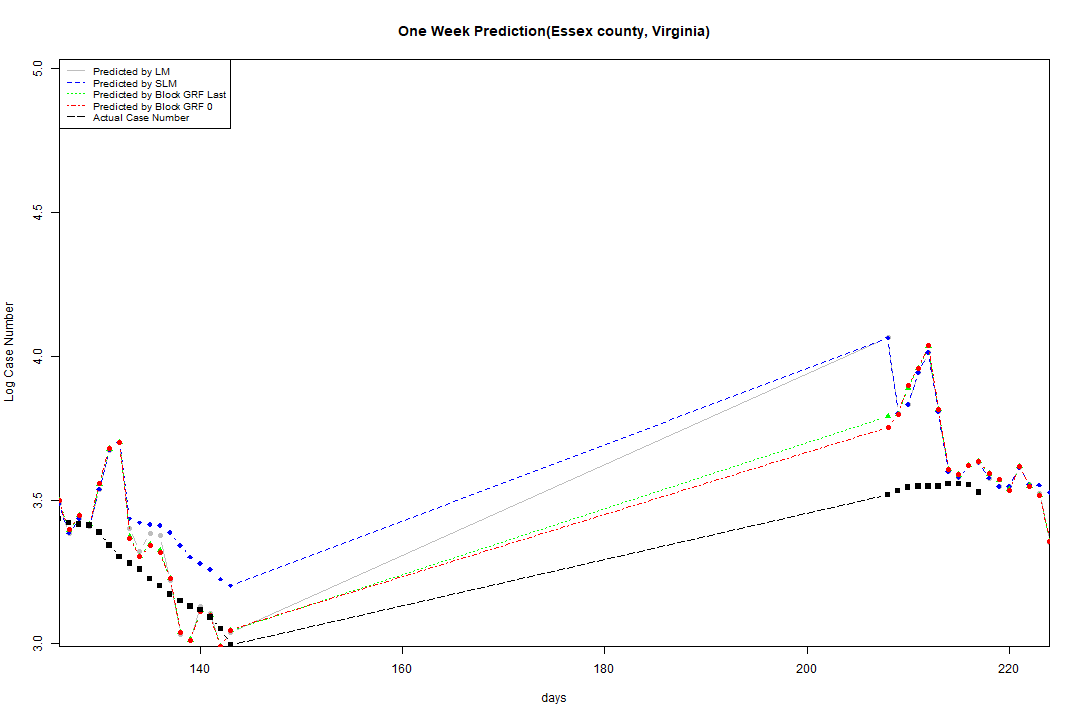 One Week Prediction(Essex county, Virginia)
Predicted by LM
Predicted by SLM
Predicted by Block GRF Last
Predicted by Block GRF 0
Actual Case Number
5.0
4.5
4.0
3.5
3.0
Log Case Number
140 160 180 200 220
days